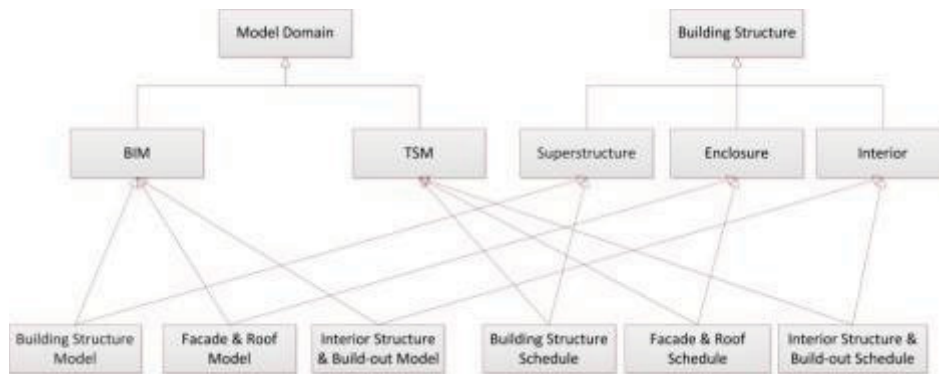 Model Domain
Building Structure
BIM
TSM
Superstructure
Enclosure
Interior
Building Structure
Model
Facade & Roof
Model
Interior Structure
& Build-out Model
Building Structure
Schedule
Facade & Roof
Schedule
Interior Structure &
Build-out Schedule